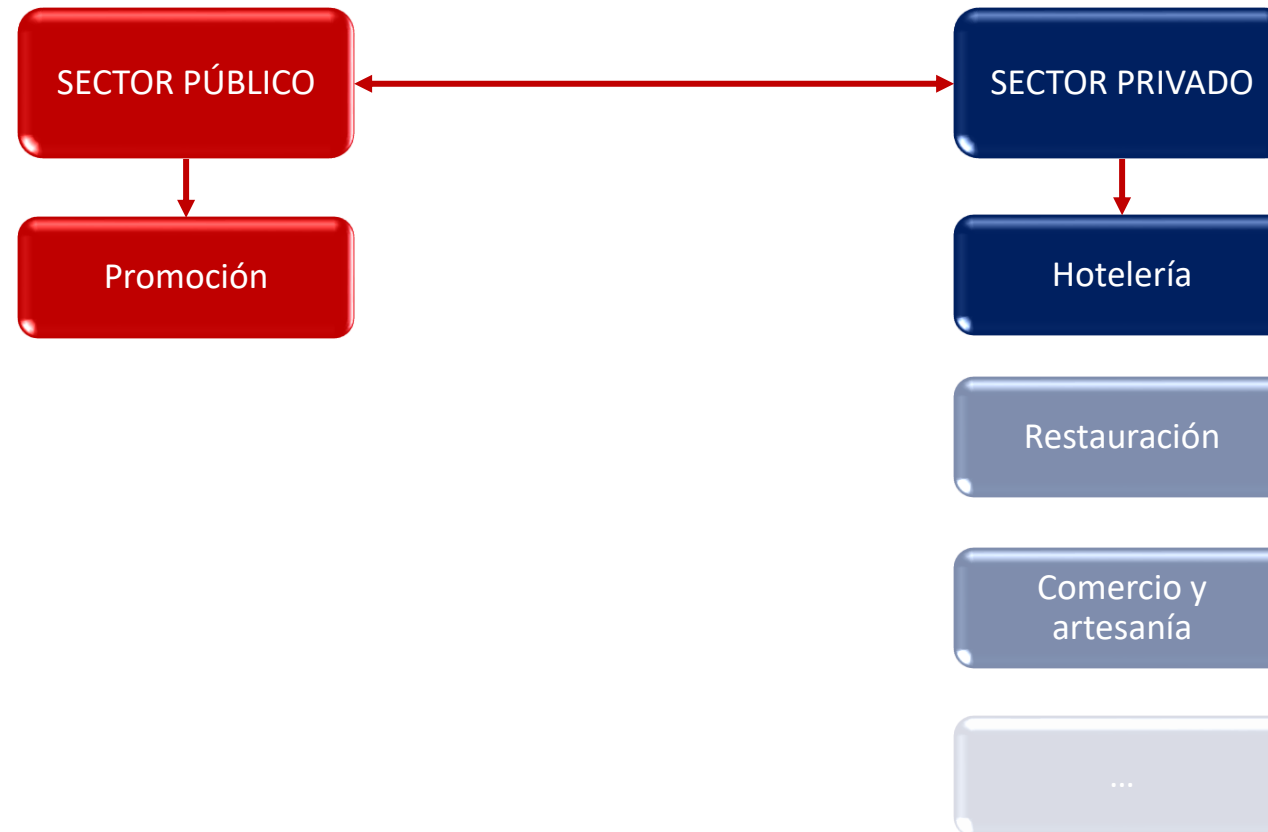 SECTOR PÚBLICO
SECTOR PRIVADO
Promoción
Hotelería
Restauración
Comercio y
artesanía
...